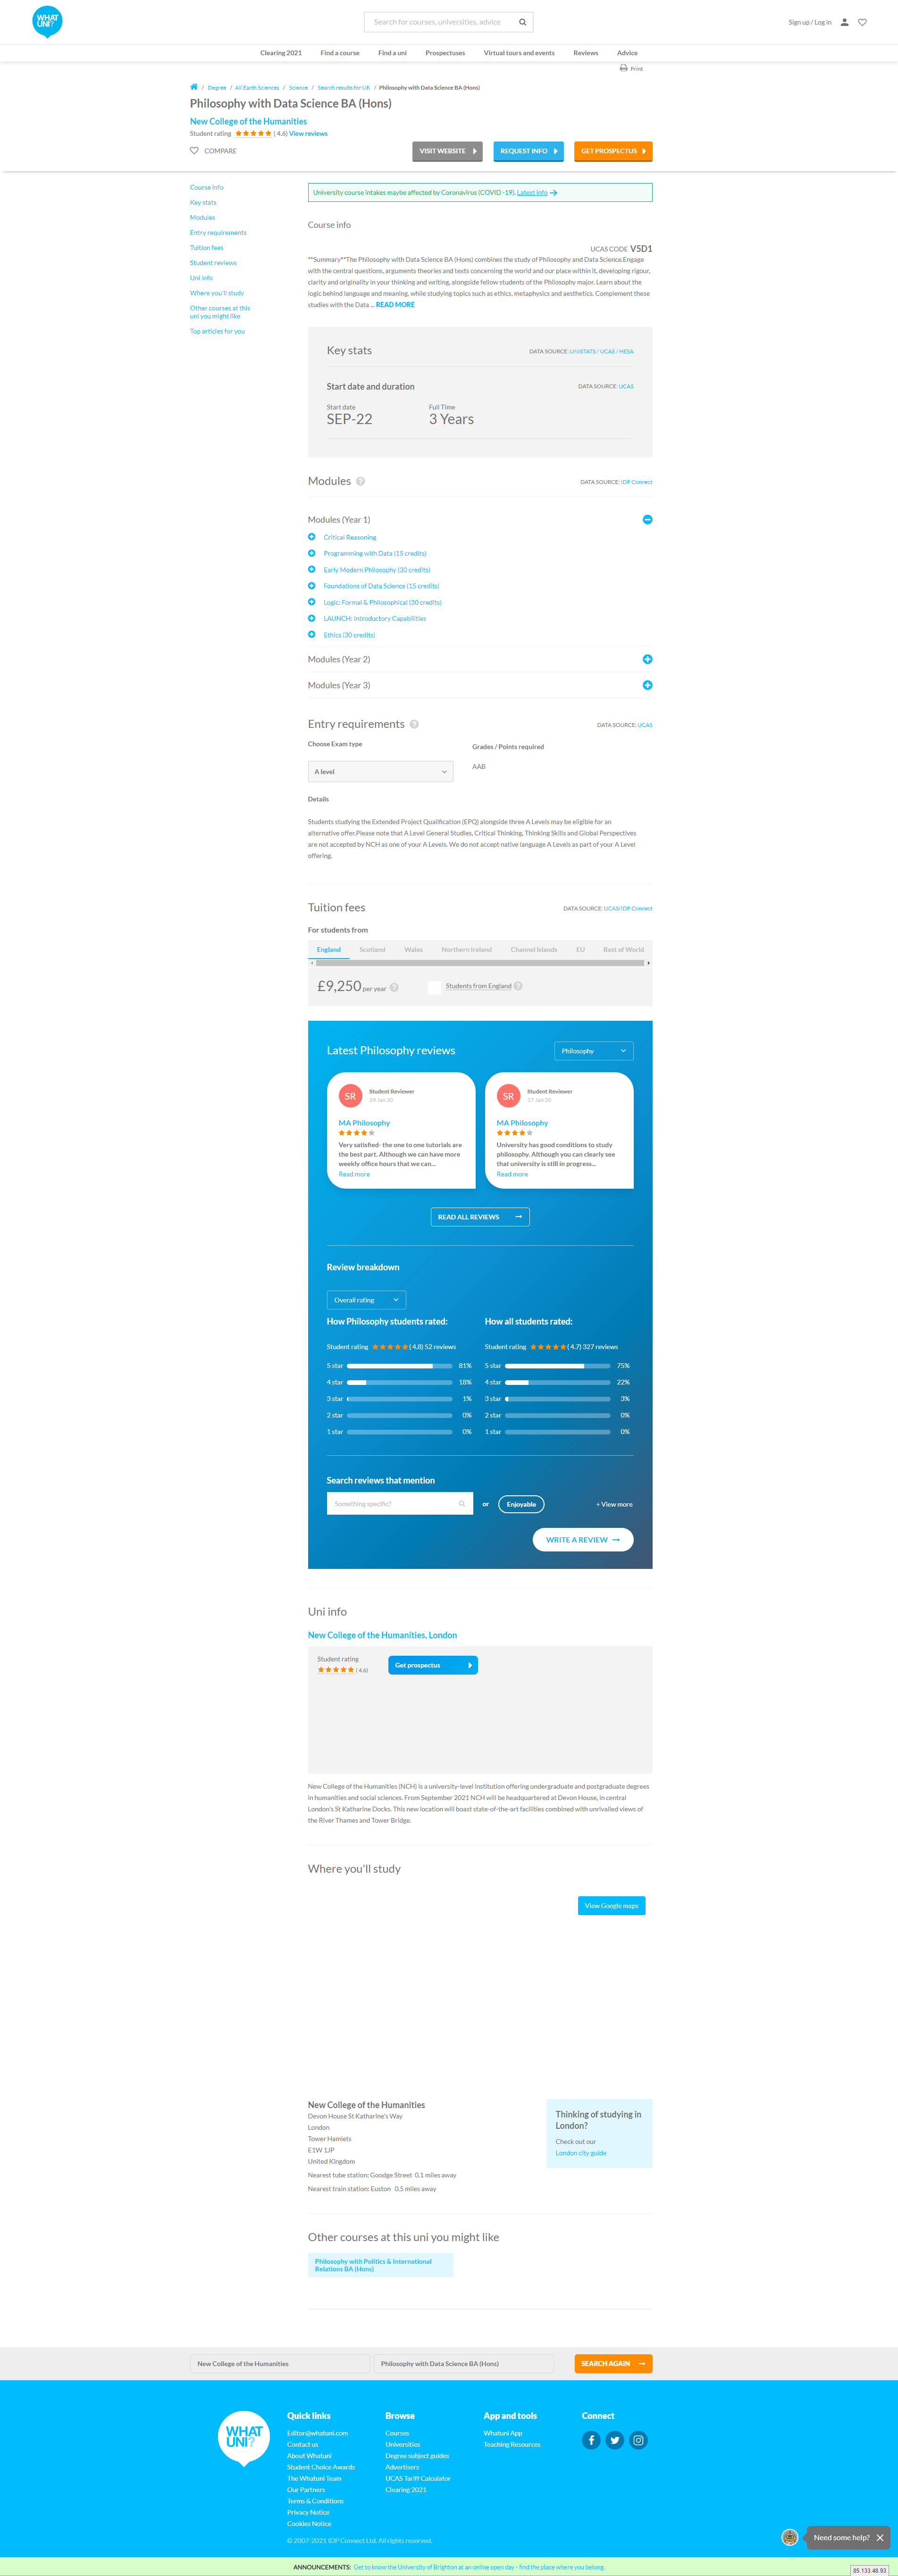 WHAT
UNI?
Search for courses, universities, advice
Sign up / Log in
Clearing 2021
Find a course
Find a uni
Prospectuses
Virtual tours and events
Reviews
Advice
Print
/ Degree / All Earth Sciences / Science / Search results for UK / Philosophy with Data Science BA (Hons)
Philosophy with Data Science BA (Hons)
New College of the Humanities
Student rating ( 4.6) View reviews
COMPARE
VISIT WEBSITE
REQUEST INFO
GET PROSPECTUS
Course info
Key stats
Modules
Entry requirements
Tuition fees
Student reviews
Uni info
Where you'll study
Other courses at this
uni you might like
Top articles for you
University course intakes maybe affected by Coronavirus (COVID -19). Latest info
Course info
UCAS CODE V5D1
**Summary**The Philosophy with Data Science BA (Hons) combines the study of Philosophy and Data Science.Engage
with the central questions, arguments theories and texts concerning the world and our place within it, developing rigour,
clarity and originality in your thinking and writing, alongside fellow students of the Philosophy major. Learn about the
logic behind language and meaning, while studying topics such as ethics, metaphysics and aesthetics. Complement these
studies with the Data ... READ MORE
Key stats
DATA SOURCE: UNISTATS / UCAS / HESA
Start date and duration
DATA SOURCE: UCAS
Start date
SEP-22
Full Time
3 Years
Modules ?
DATA SOURCE: IDP Connect
Modules (Year 1)
Critical Reasoning
Programming with Data (15 credits)
Early Modern Philosophy (30 credits)
Foundations of Data Science (15 credits)
Logic: Formal & Philosophical (30 credits)
LAUNCH: Introductory Capabilities
Ethics (30 credits)
Modules (Year 2)
Modules (Year 3)
Entry requirements ?
DATA SOURCE: UCAS
Choose Exam type
Grades / Points required
A level
AAB
Details
Students studying the Extended Project Qualification (EPQ) alongside three A Levels may be eligible for an
alternative offer.Please note that A Level General Studies, Critical Thinking, Thinking Skills and Global Perspectives
are not accepted by NCH as one of your A Levels. We do not accept native language A Levels as part of your A Level
offering.
Tuition fees
DATA SOURCE: UCAS/IDP Connect
For students from
England
Scotland
Wales
Northern Ireland
Channel Islands
EU
Rest of World
£9,250 per year ?
Students from England ?
Latest Philosophy reviews
Philosophy
SR
Student Reviewer
29 Jan 20
MA Philosophy
Very satisfied- the one to one tutorials are
the best part. Although we can have more
weekly office hours that we can...
Read more
SR
Student Reviewer
27 Jan 20
MA Philosophy
University has good conditions to study
philosophy. Although you can clearly see
that university is still in progress...
Read more
READ ALL REVIEWS
Review breakdown
Overall rating
How Philosophy students rated:
Student rating ( 4.8) 52 reviews
5 star 81%
4 star 18%
3 star 1%
2 star 0%
1 star 0%
How all students rated:
Student rating ( 4.7) 327 reviews
5 star 75%
4 star 22%
3 star 3%
2 star 0%
1 star 0%
Search reviews that mention
Something specific?
or
Enjoyable
+ View more
WRITE A REVIEW
Uni info
New College of the Humanities, London
Student rating
( 4.6)
Get prospectus
New College of the Humanities (NCH) is a university-level institution offering undergraduate and postgraduate degrees
in humanities and social sciences. From September 2021 NCH will be headquartered at Devon House, in central
London's St Katharine Docks. This new location will boast state-of-the-art facilities combined with unrivalled views of
the River Thames and Tower Bridge.
Where you'll study
View Google maps
New College of the Humanities
Devon House St Katharine's Way
London
Tower Hamlets
E1W 1JP
United Kingdom
Nearest tube station: Goodge Street 0.1 miles away
Nearest train station: Euston 0.5 miles away
Thinking of studying in
London?
Check out our
London city guide
Other courses at this uni you might like
Philosophy with Politics & International
Relations BA (Hons)
New College of the Humanities
Philosophy with Data Science BA (Hons)
SEARCH AGAIN
WHAT
UNI?
Quick links
Editor@whatuni.com
Contact us
About Whatuni
Student Choice Awards
The Whatuni Team
Our Partners
Terms & Conditions
Privacy Notice
Cookies Notice
Browse
Courses
Universities
Degree subject guides
Advertisers
UCAS Tariff Calculator
Clearing 2021
App and tools
Whatuni App
Teaching Resources
Connect
© 2007-2021 IDP Connect Ltd. All rights reserved.
Need some help?
ANNOUNCEMENTS: Get to know the University of Brighton at an online open day - find the place where you belong.
85.133.48.93